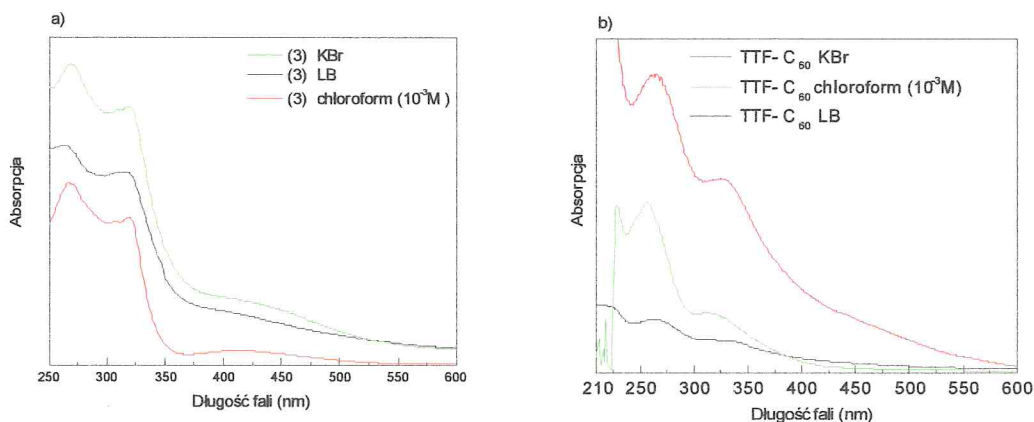 a)
(3) KBr
(3) LB
(3) chloroform (10⁻³M)
Absorpcja
250 300 350 400 450 500 550 600
Długość fali (nm)
b)
TTF- C₆₀ KBr
TTF- C₆₀ chloroform (10⁻³M)
TTF- C₆₀ LB
Absorpcja
210 250 300 350 400 450 500 550 600
Długość fali (nm)